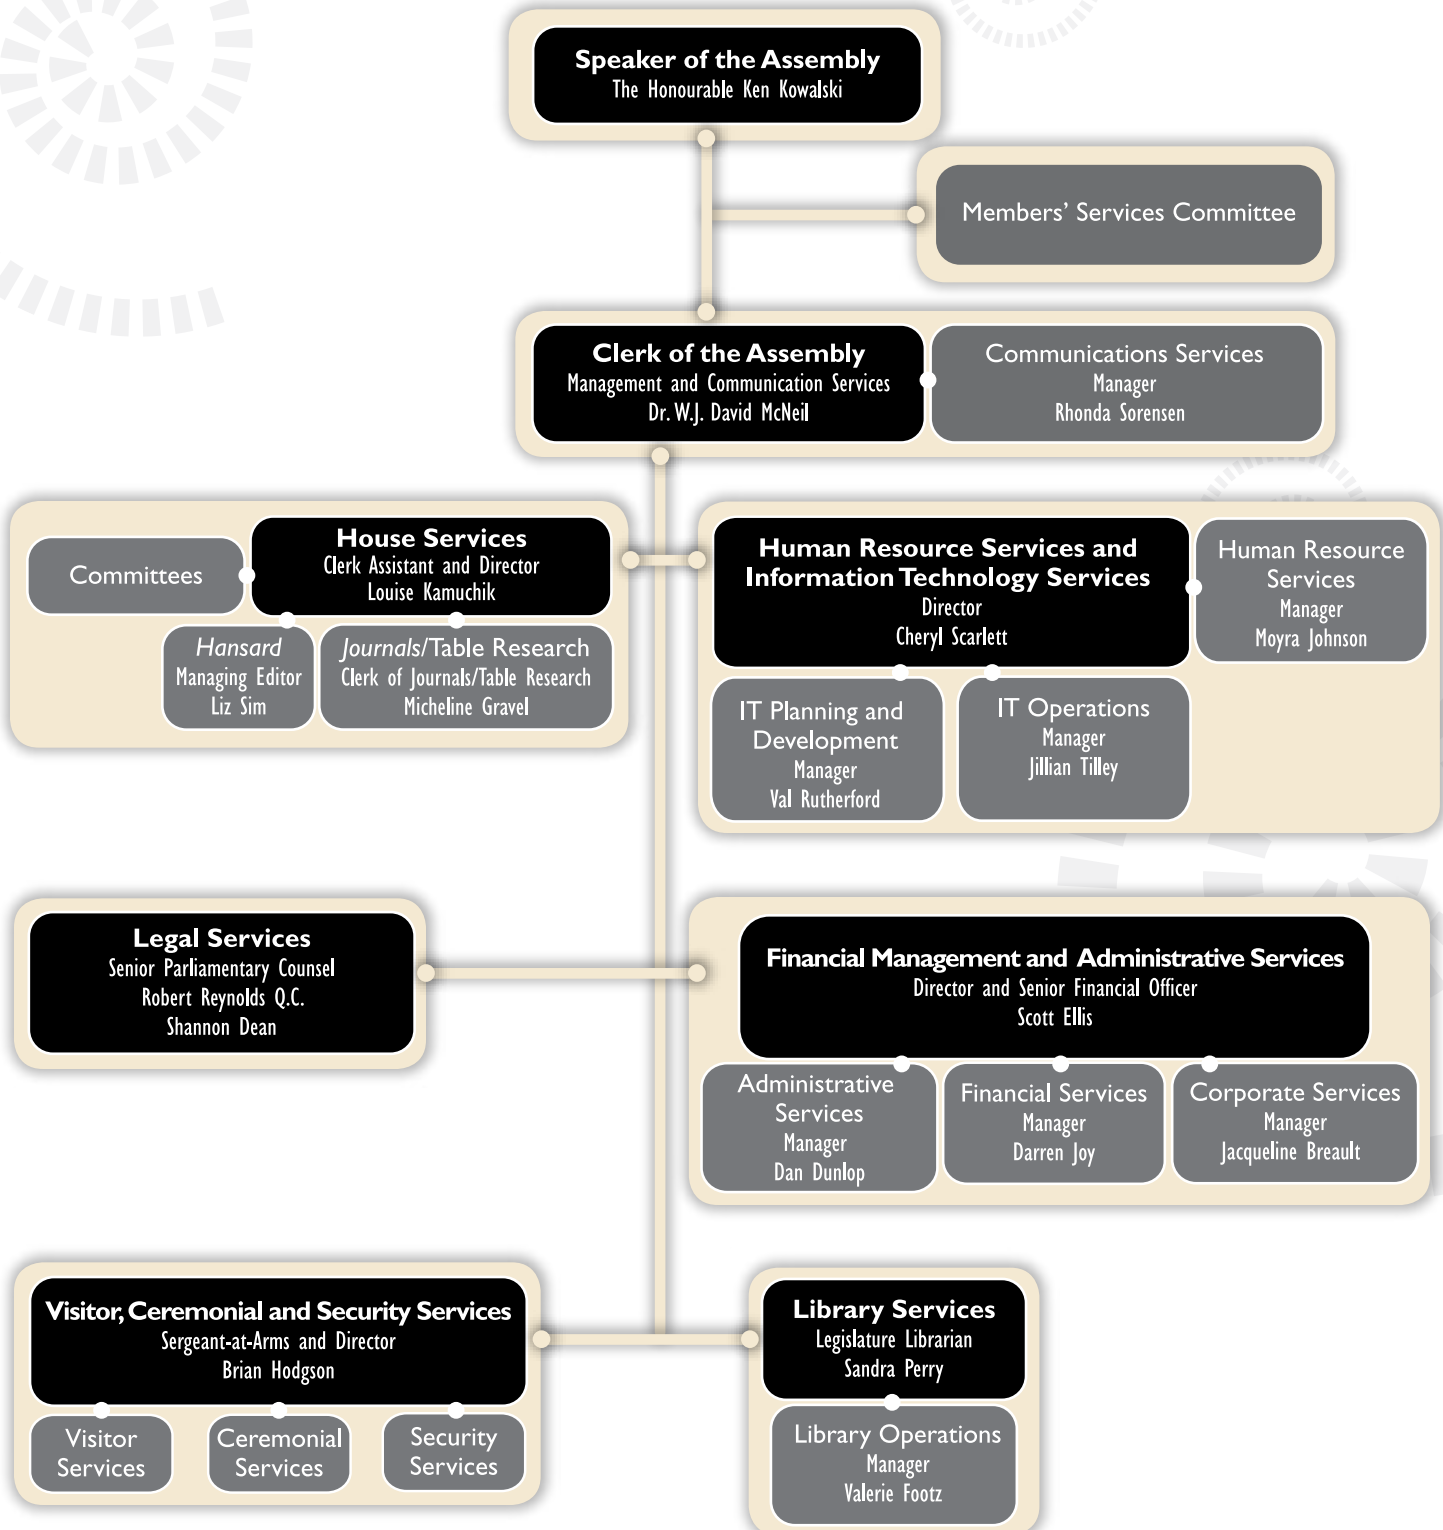 Speaker of the Assembly
The Honourable Ken Kowalski
Members' Services Committee
Clerk of the Assembly
Management and Communication Services
Dr. W.J. David McNeil
Communications Services
Manager
Rhonda Sorensen
House Services
Clerk Assistant and Director
Louise Kamuchik
Committees
Hansard
Managing Editor
Liz Sim
Journals/Table Research
Clerk of Journals/Table Research
Micheline Gravel
Human Resource Services and
Information Technology Services
Director
Cheryl Scarlett
Human Resource
Services
Manager
Moyra Johnson
IT Planning and
Development
Manager
Val Rutherford
IT Operations
Manager
Jillian Tilley
Legal Services
Senior Parliamentary Counsel
Robert Reynolds Q.C.
Shannon Dean
Financial Management and Administrative Services
Director and Senior Financial Officer
Scott Ellis
Administrative
Services
Manager
Dan Dunlop
Financial Services
Manager
Darren Joy
Corporate Services
Manager
Jacqueline Breault
Visitor, Ceremonial and Security Services
Sergeant-at-Arms and Director
Brian Hodgson
Visitor
Services
Ceremonial
Services
Security
Services
Library Services
Legislature Librarian
Sandra Perry
Library Operations
Manager
Valerie Footz